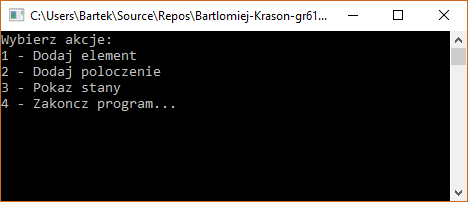 C:\Users\Bartek\Source\Repos\Bartlomiej-Krason-gr61...
Wybierz akcje:
1 - Dodaj element
2 - Dodaj poloczenie
3 - Pokaz stany
4 - Zakoncz program...